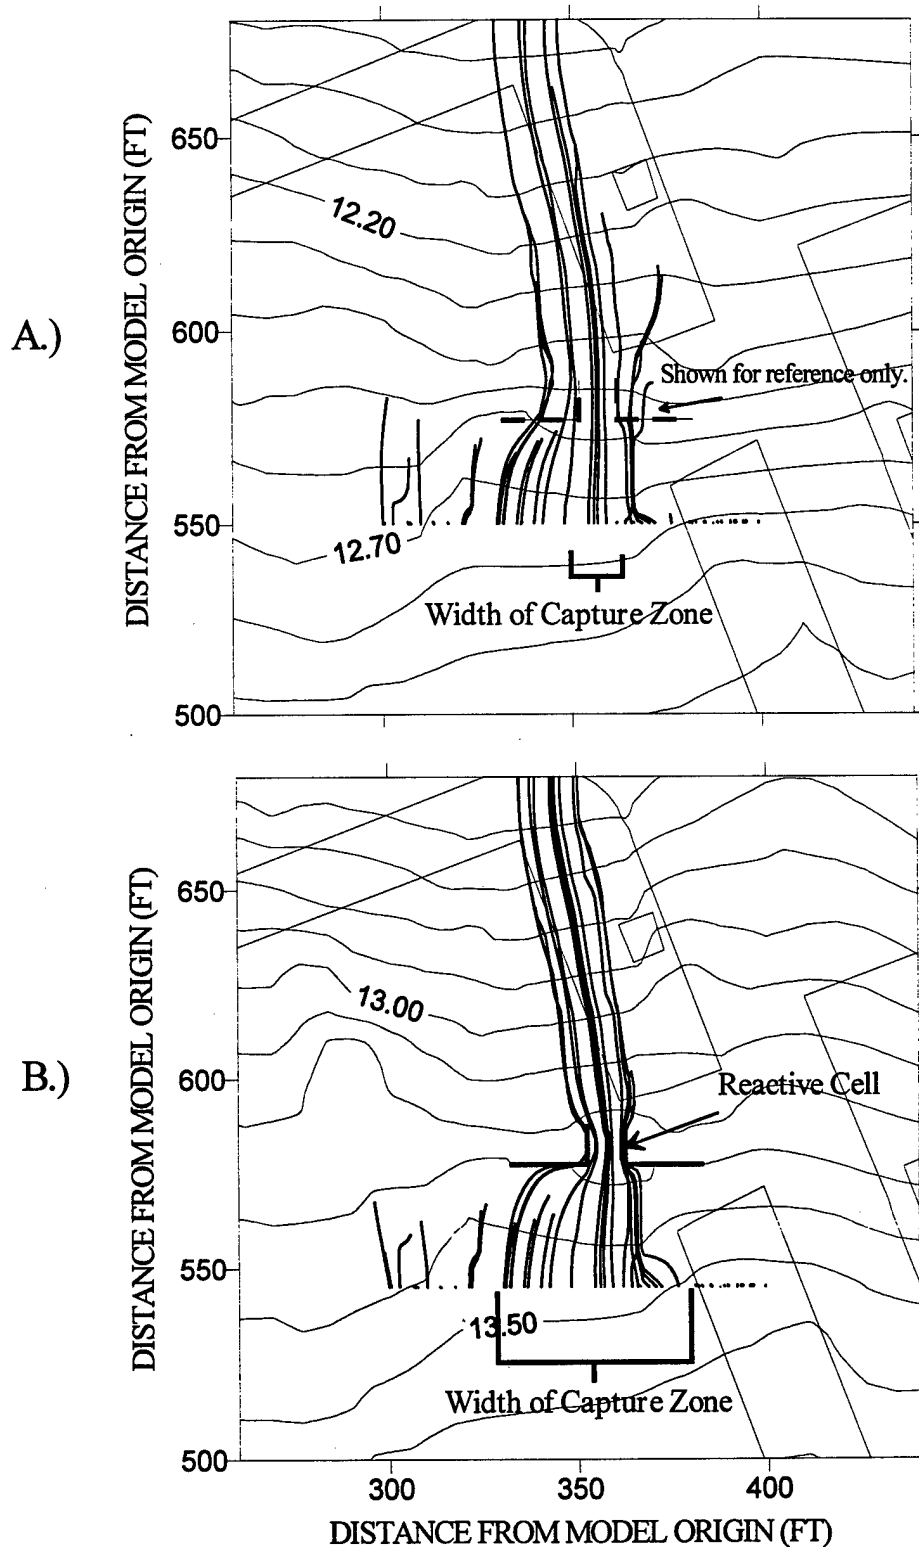 A.)
DISTANCE FROM MODEL ORIGIN (FT)
650
600
550
500
12.20
12.70
Shown for reference only.
Width of Capture Zone
B.)
DISTANCE FROM MODEL ORIGIN (FT)
650
600
550
500
13.00
Reactive Cell
13.50
Width of Capture Zone
300
350
400
DISTANCE FROM MODEL ORIGIN (FT)